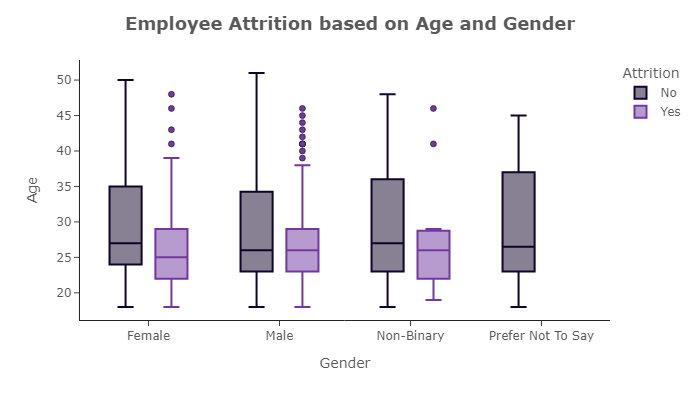 Employee Attrition based on Age and Gender
Attrition
No
Yes
Age
50
45
40
35
30
25
20
Female Male Non-Binary Prefer Not To Say
Gender